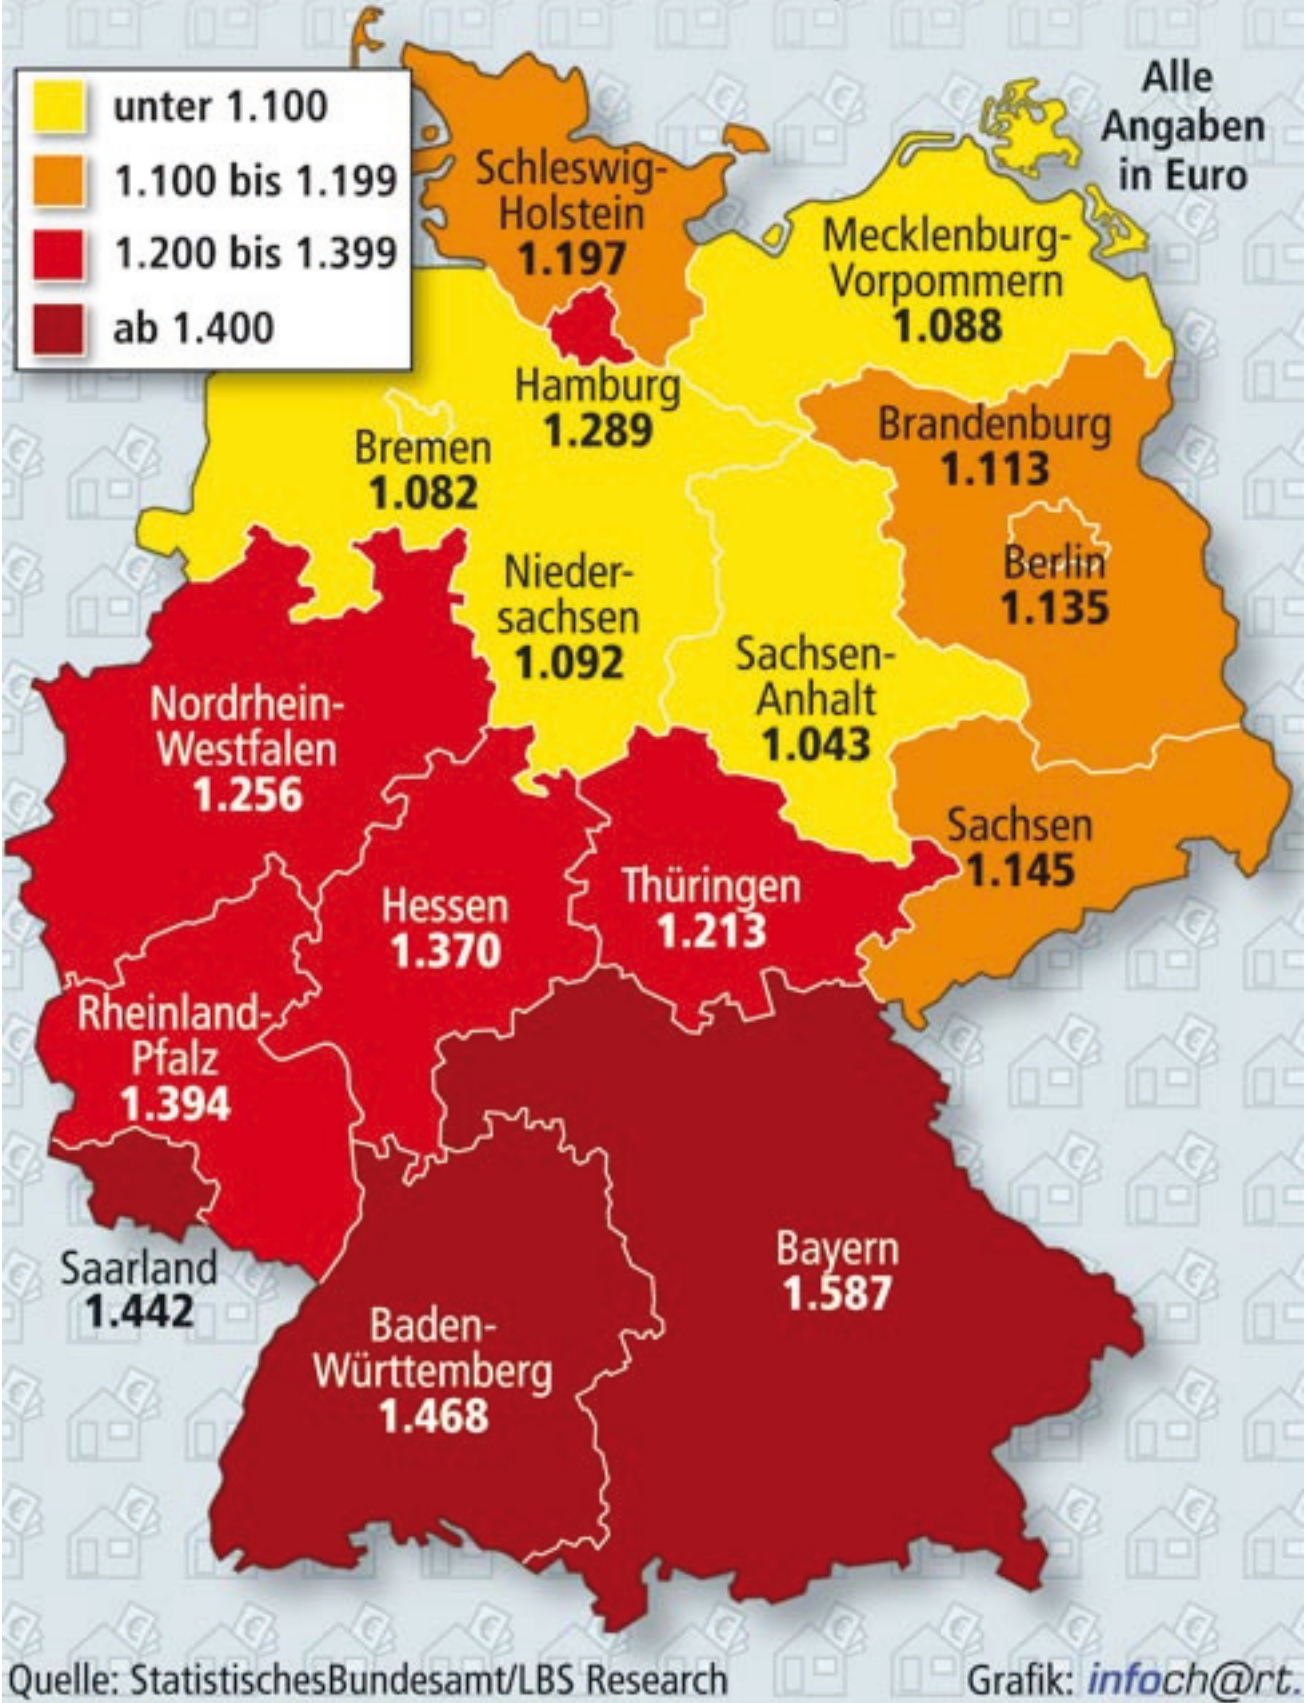 unter 1.100
1.100 bis 1.199
1.200 bis 1.399
ab 1.400
Alle
Angaben
in Euro
Schleswig-
Holstein
1.197
Mecklenburg-
Vorpommern
1.088
Hamburg
1.289
Brandenburg
1.113
Bremen
1.082
Berlin
1.135
Nieder-
sachsen
1.092
Sachsen-
Anhalt
1.043
Nordrhein-
Westfalen
1.256
Sachsen
1.145
Thüringen
1.213
Hessen
1.370
Rheinland-
Pfalz
1.394
Saarland
1.442
Bayern
1.587
Baden-
Württemberg
1.468
Quelle: StatistischesBundesamt/LBS Research
Grafik: infoch@rt.